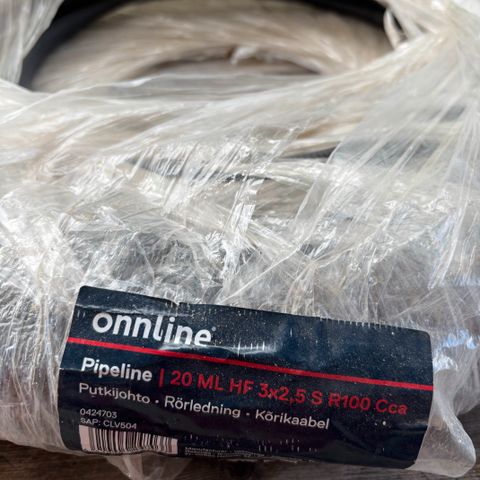 onnline
Pipeline | 20 ML HF 3x2,5 S R100 Cca
Putkijohto • Rörledning • Kõrikaabel
0424703
SAP: CLV504